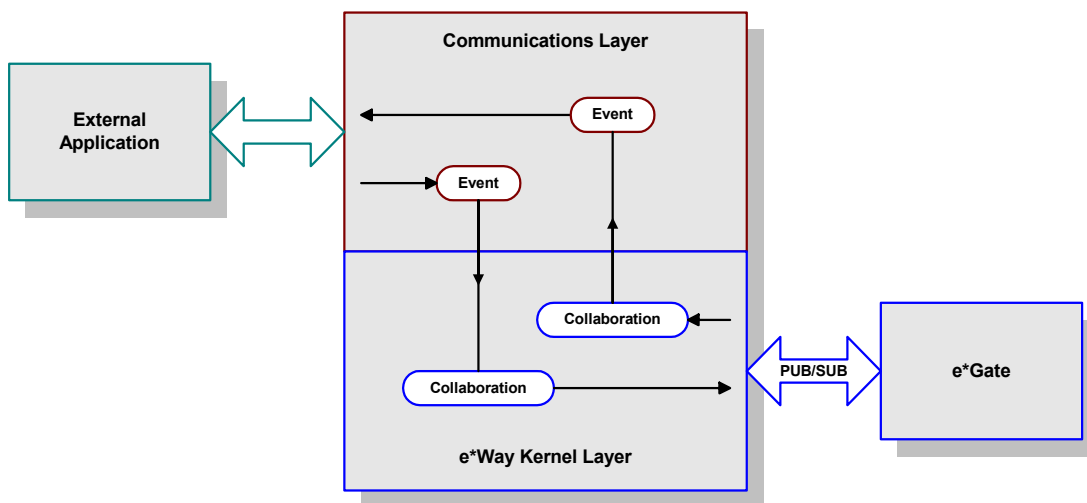 Communications Layer
External
Application
Event
Event
Collaboration
PUB/SUB
e*Gate
Collaboration
e*Way Kernel Layer